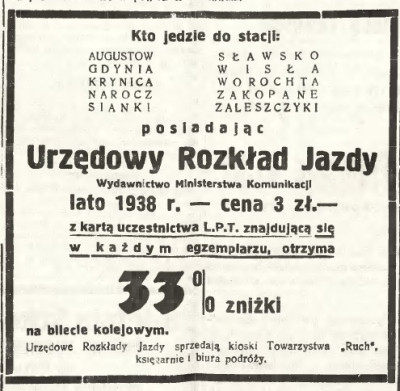 Kto jedzie do stacji:
AUGUSTOW SŁAWSKO
GDYNIA WISŁA
KRYNICA WOROCHTA
NAROCZ ZAKOPANE
SIANKI ZALESZCZYKI
posiadając
Urzędowy Rozkład Jazdy
Wydawnictwo Ministerstwa Komunikacji
lato 1938 r. — cena 3 zł.—
z kartą uczestnictwa L.P.T. znajdującą się
w każdym egzemplarzu, otrzyma
33% zniżki
na bilecie kolejowym.
Urzędowe Rozkłady Jazdy sprzedają kioski Towarzystwa „Ruch",
księgarnie i biura podróży.